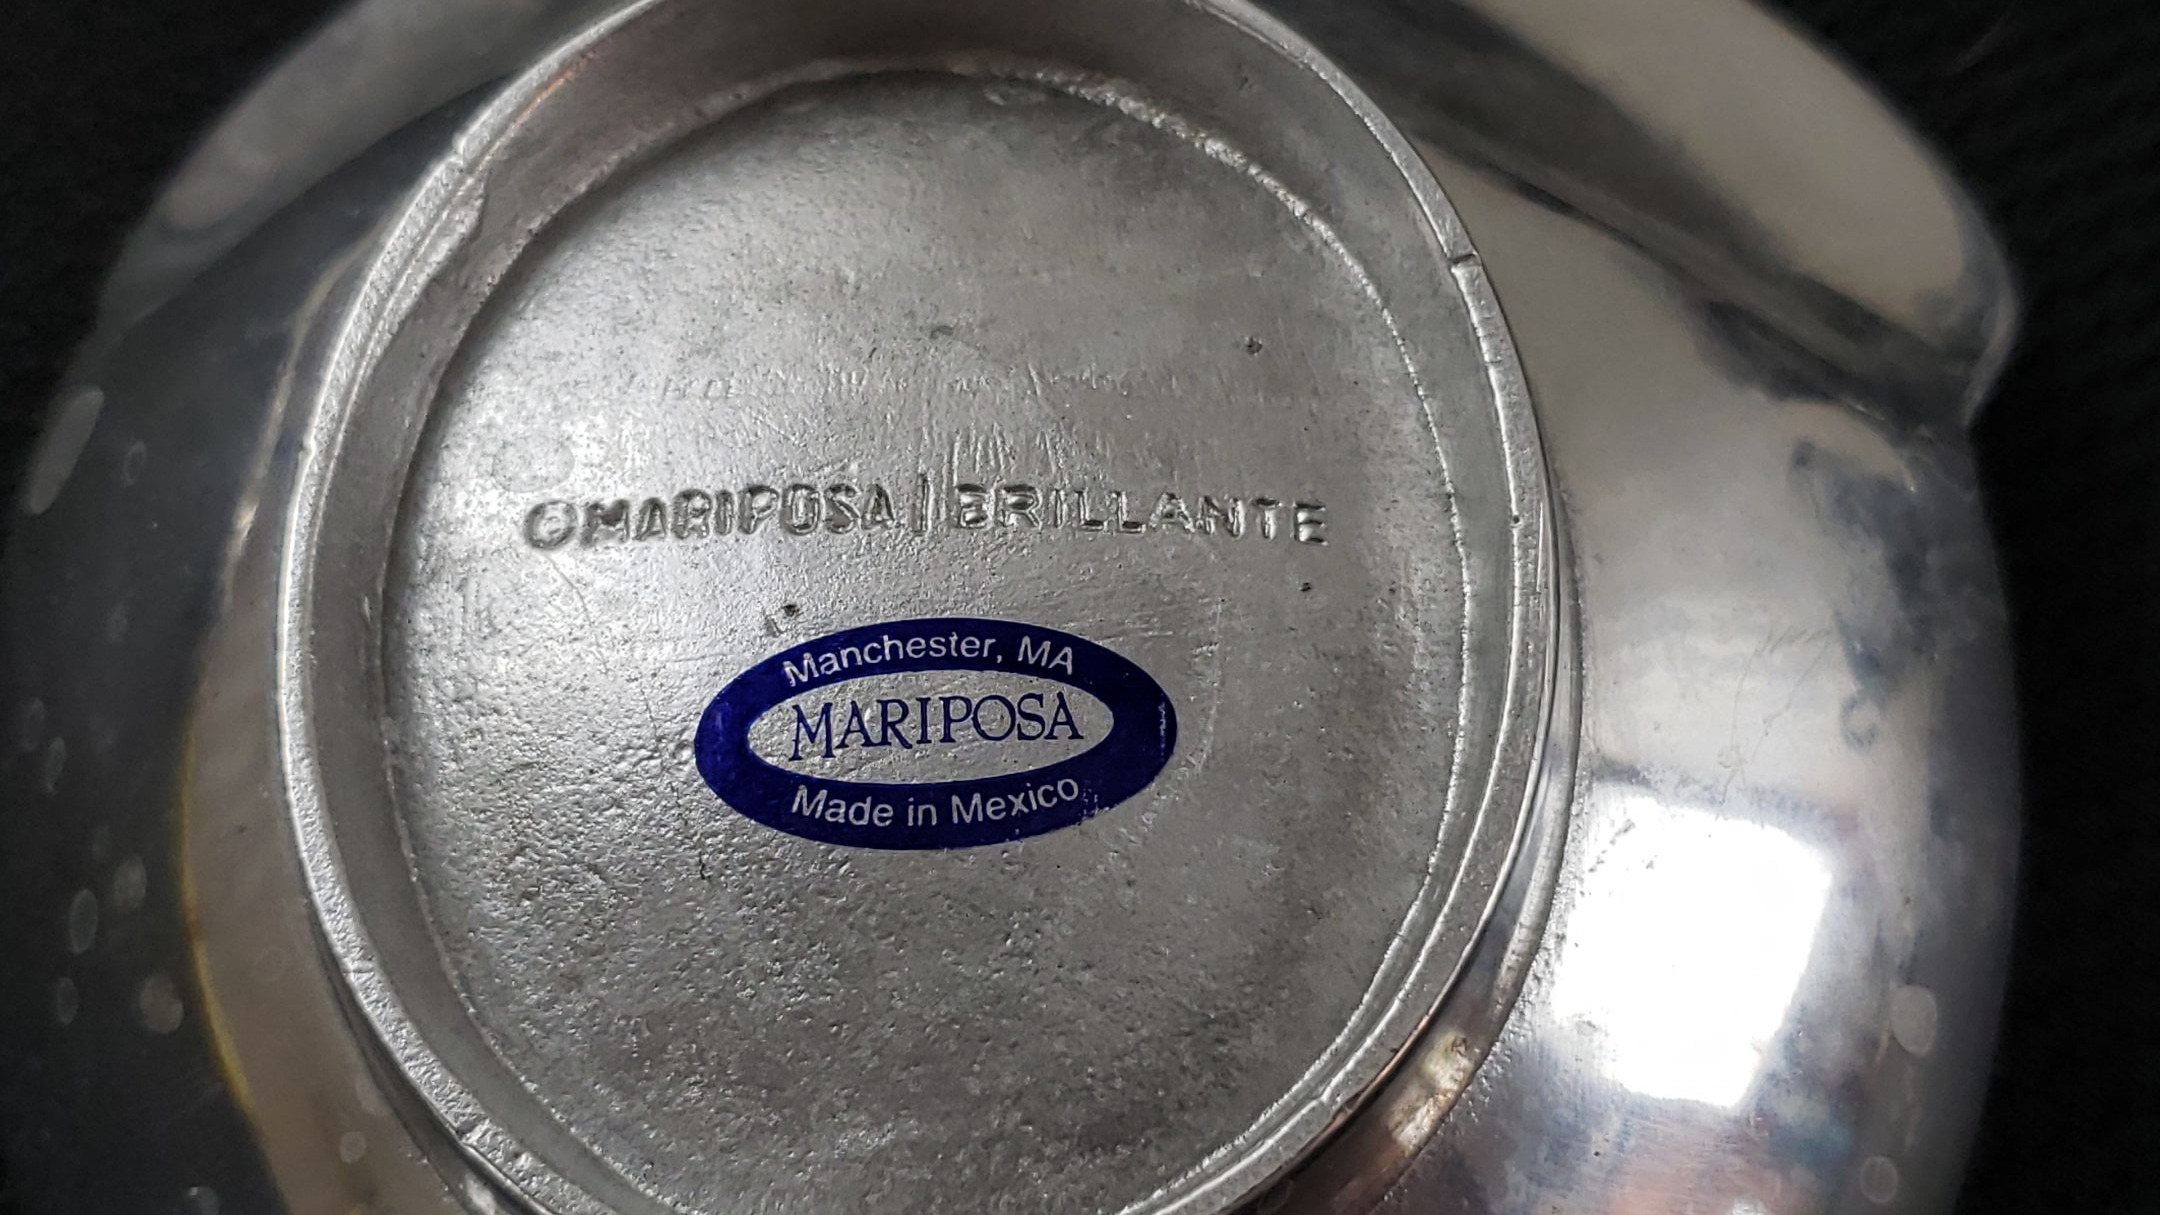 ©MARIPOSA | BRILLANTE
Manchester, MA
MARIPOSA
Made in Mexico